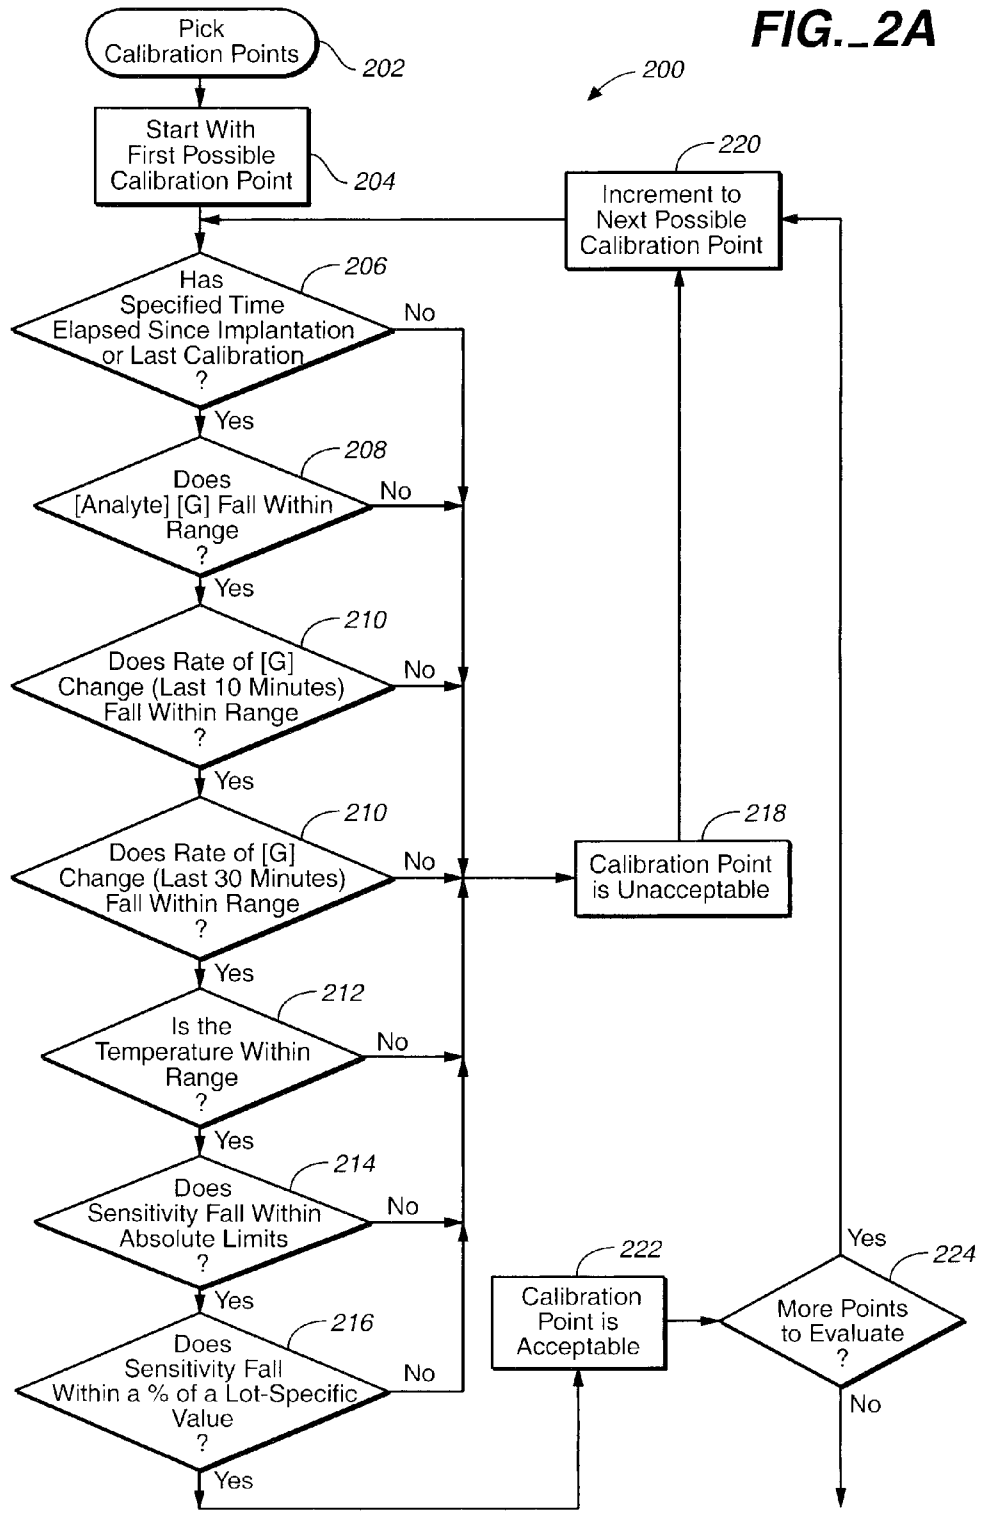 FIG._2A
Pick
Calibration Points
202
200
Start With
First Possible
Calibration Point
204
220
Increment to
Next Possible
Calibration Point
206
Has
Specified Time
Elapsed Since Implantation
or Last Calibration
?
No
Yes
208
Does
[Analyte] [G] Fall Within
Range
?
No
Yes
210
Does Rate of [G]
Change (Last 10 Minutes)
Fall Within Range
?
No
Yes
210
Does Rate of [G]
Change (Last 30 Minutes)
Fall Within Range
?
No
218
Calibration Point
is Unacceptable
Yes
212
Is the
Temperature Within
Range
?
No
Yes
214
Does
Sensitivity Fall Within
Absolute Limits
?
No
Yes
216
Does
Sensitivity Fall
Within a % of a Lot-Specific
Value
?
No
Yes
222
Calibration
Point is
Acceptable
Yes
224
More Points
to Evaluate
?
No